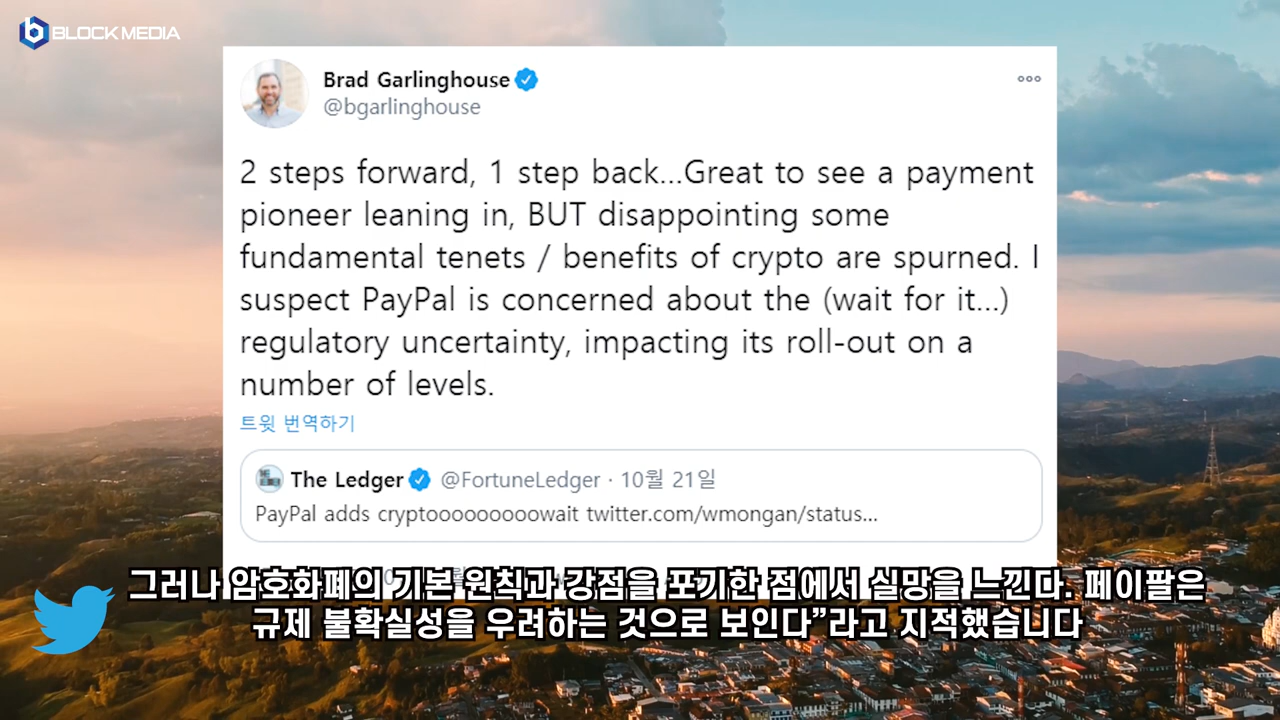 BLOCK MEDIA
Brad Garlinghouse
@bgarlinghouse
2 steps forward, 1 step back...Great to see a payment
pioneer leaning in, BUT disappointing some
fundamental tenets / benefits of crypto are spurned. I
suspect PayPal is concerned about the (wait for it...)
regulatory uncertainty, impacting its roll-out on a
number of levels.
트윗 번역하기
The Ledger @FortuneLedger · 10월 21일
PayPal adds cryptooooooooowait twitter.com/wmongan/status...
그러나 암호화폐의 기본 원칙과 강점을 포기한 점에서 실망을 느낀다. 페이팔은
규제 불확실성을 우려하는 것으로 보인다”라고 지적했습니다